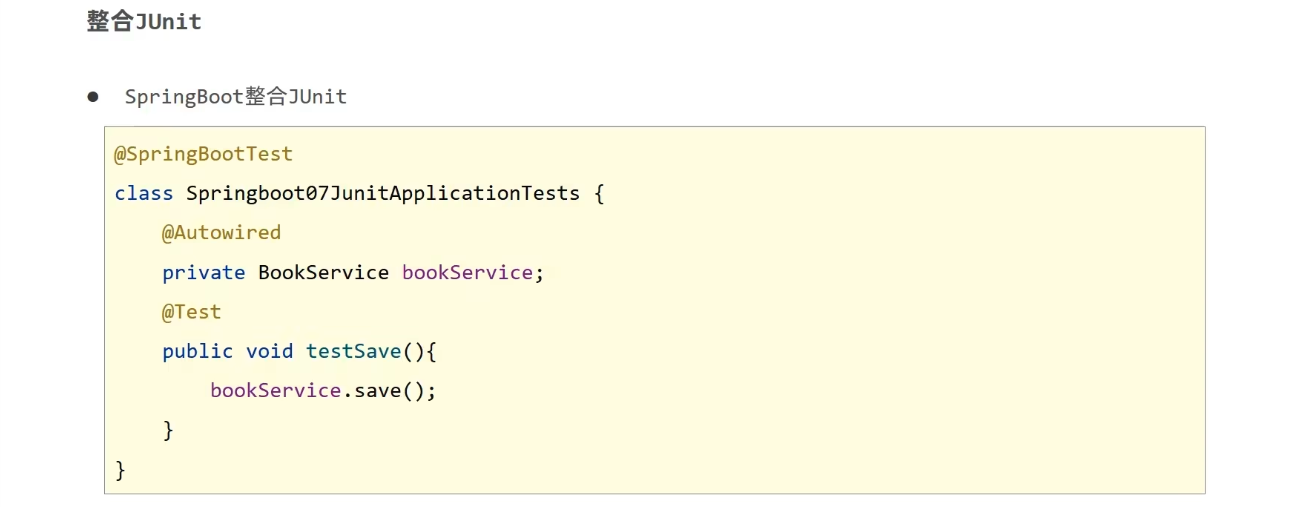 整合JUnit
● SpringBoot整合JUnit
@SpringBootTest
class Springboot07JunitApplicationTests {
    @Autowired
    private BookService bookService;
    @Test
    public void testSave(){
        bookService.save();
    }
}